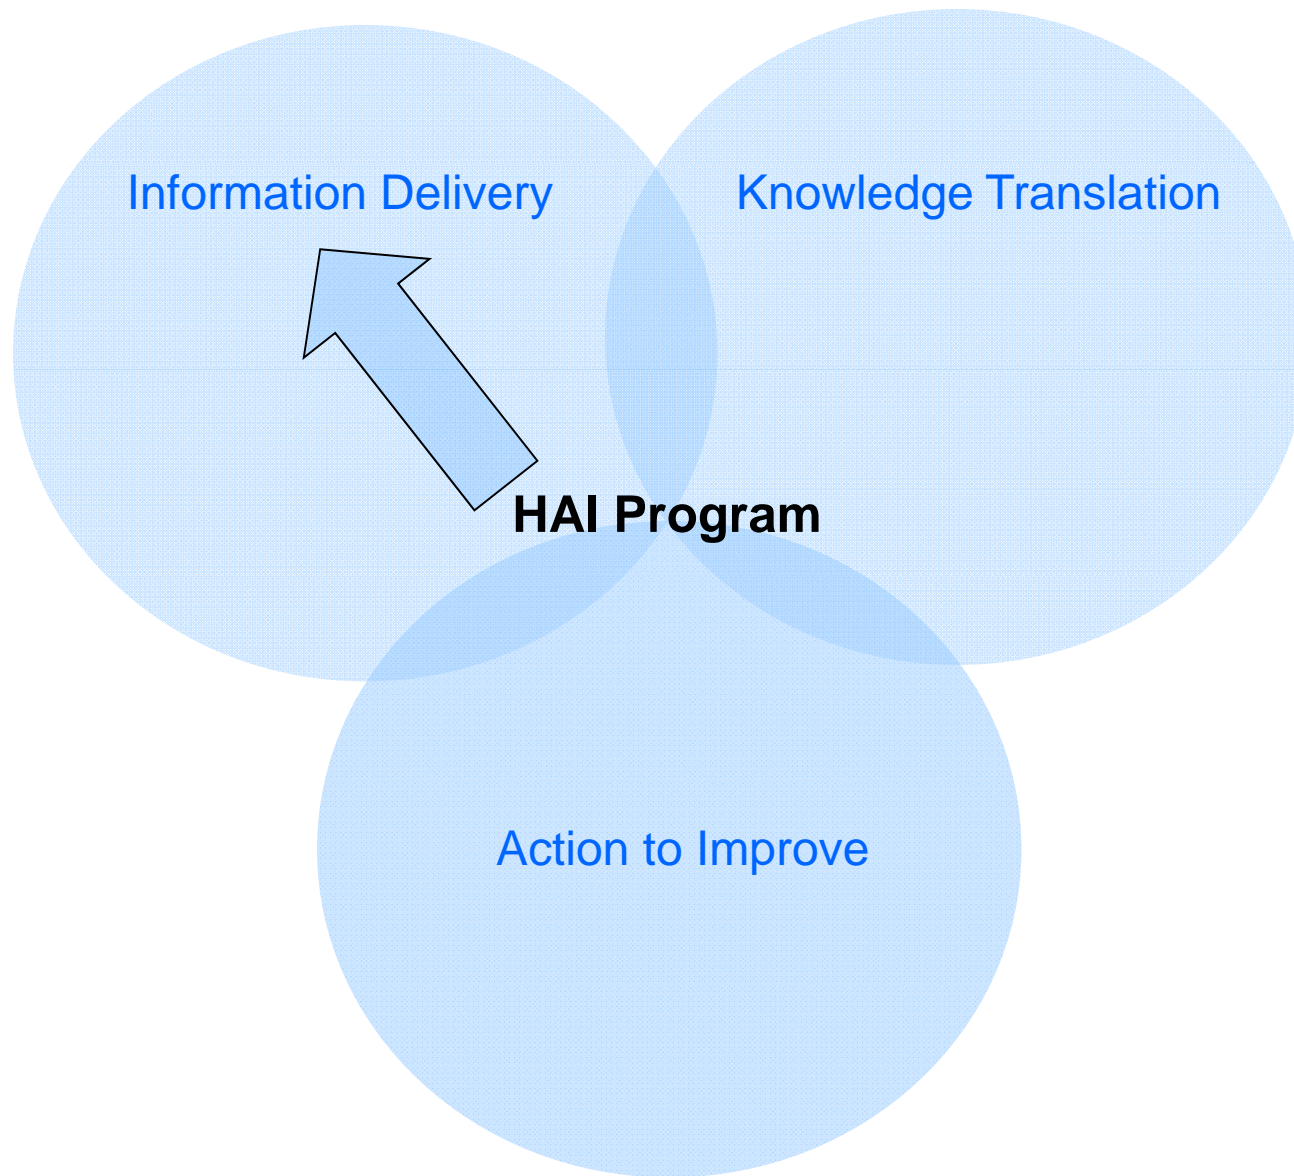 Information Delivery
Knowledge Translation
HAI Program
Action to Improve